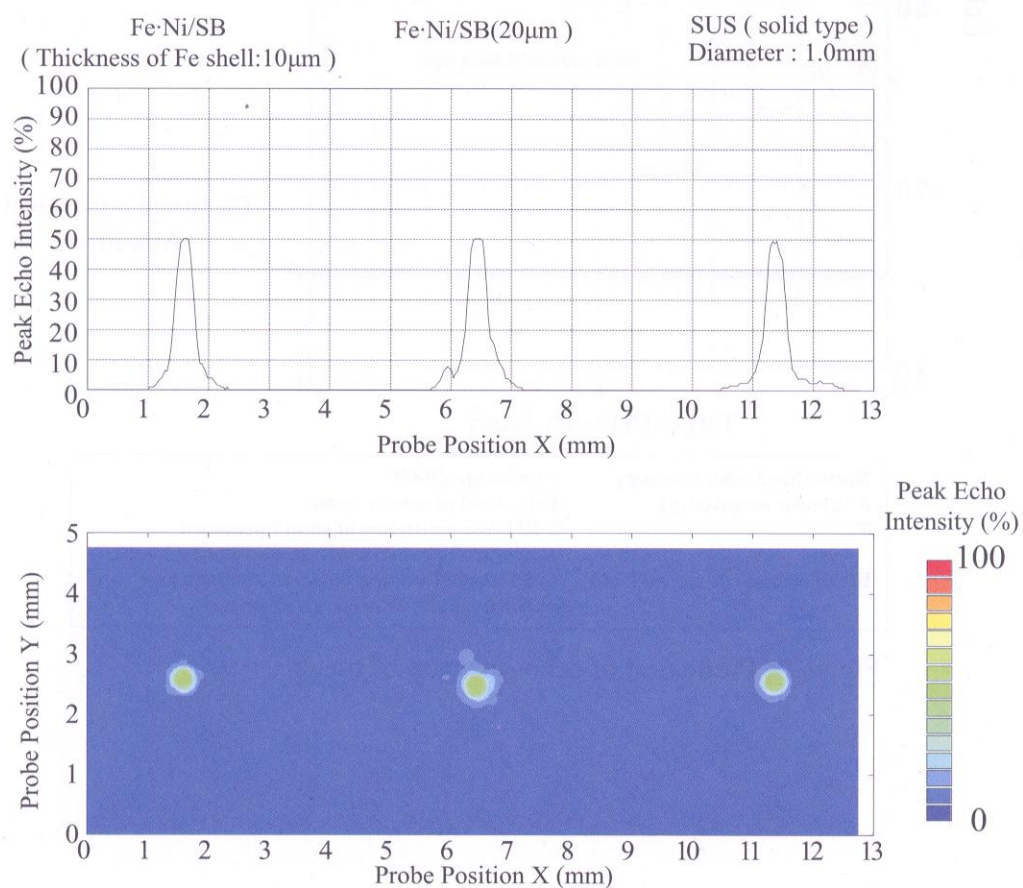 Fe·Ni/SB
( Thickness of Fe shell:10μm )
Fe·Ni/SB(20μm )
SUS ( solid type )
Diameter : 1.0mm
Peak Echo Intensity (%)
100
90
80
70
60
50
40
30
20
10
0
0 1 2 3 4 5 6 7 8 9 10 11 12 13
Probe Position X (mm)
Peak Echo
Intensity (%)
100
0
Probe Position Y (mm)
5
4
3
2
1
0
0 1 2 3 4 5 6 7 8 9 10 11 12 13
Probe Position X (mm)